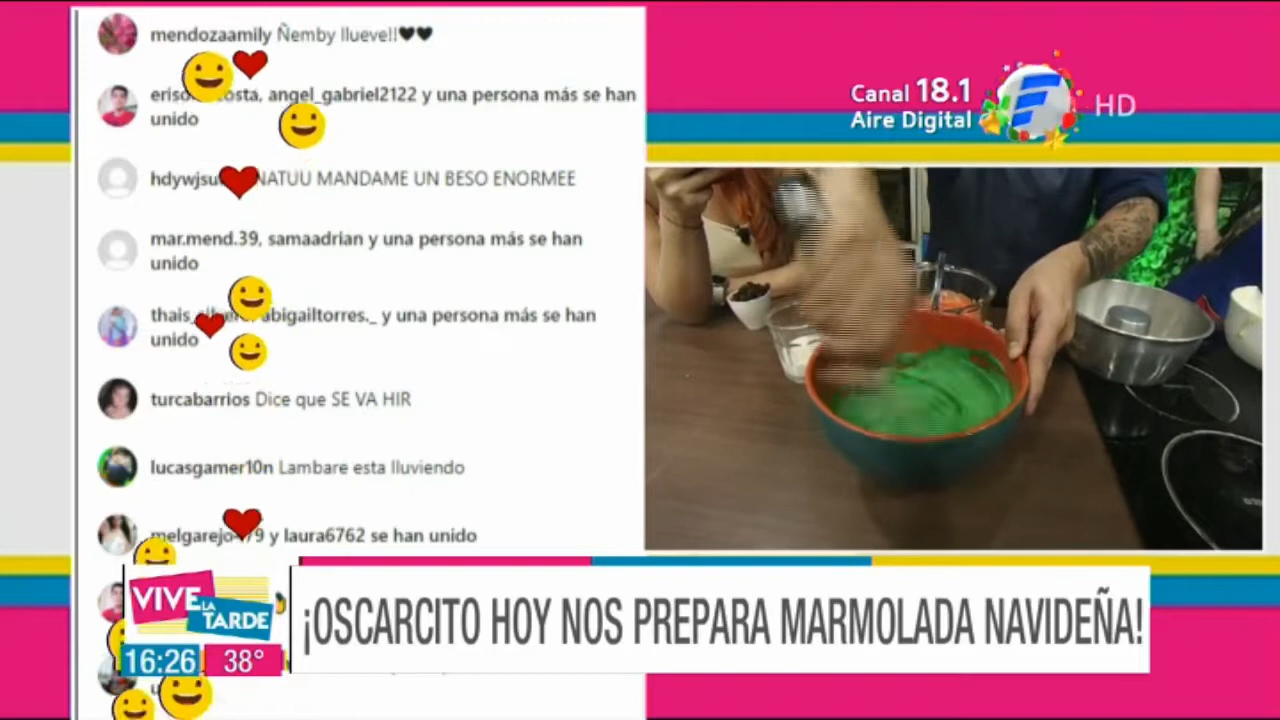 mendozaamily Ñemby llueve!!🖤🖤
angel_gabriel2122 y una persona más se han
unido
NATUU MANDAME UN BESO ENORMEE
mar.mend.39, samaadrian y una persona más se han
unido
abigailtorres._ y una persona más se han
unido
turcabarrios Dice que SE VA HIR
lucasgamer10n Lambare esta lluviendo
y laura6762 se han unido
Canal 18.1
Aire Digital
HD
VIVE
LA
TARDE
16:26 38°
¡OSCARCITO HOY NOS PREPARA MARMOLADA NAVIDEÑA!